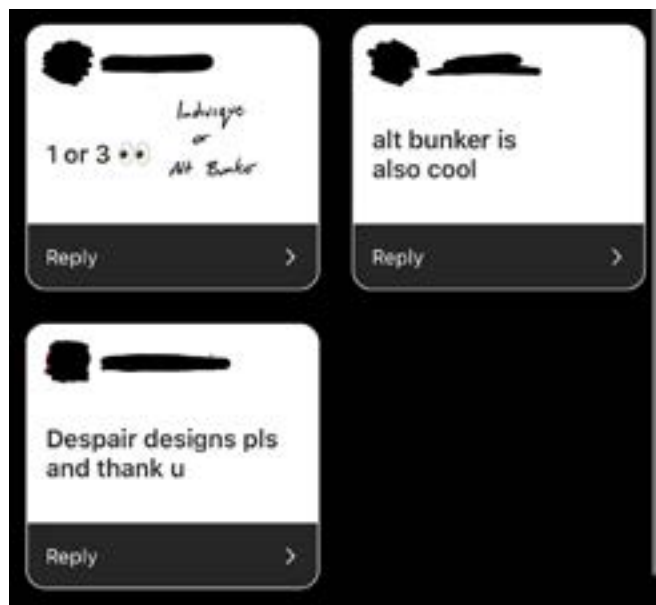 1 or 3 👀
or
Alt Bunker
Reply
alt bunker is
also cool
Reply
Despair designs pls
and thank u
Reply